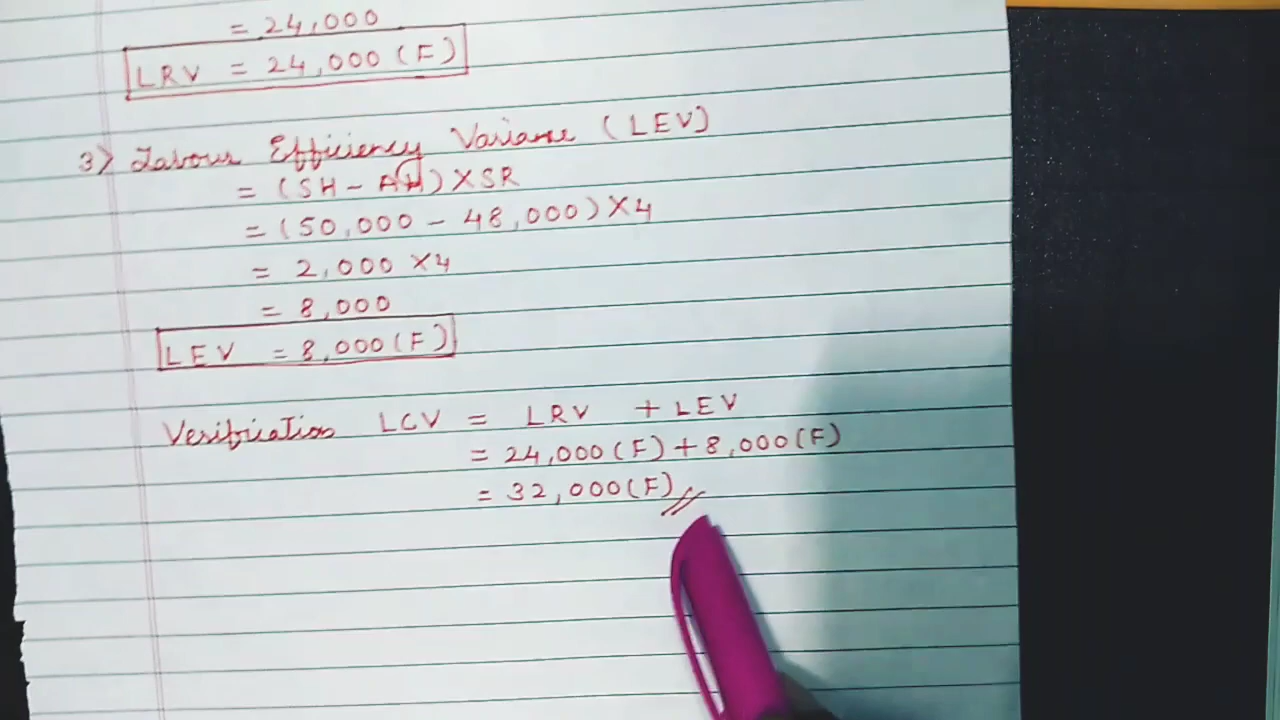 = 24,000
LRV = 24,000 (F)
3) Labour Efficiency Variance (LEV)
= (SH - AH) X SR
= (50,000 - 48,000) X 4
= 2,000 X 4
= 8,000
LEV = 8,000 (F)
Verification LCV = LRV + LEV
= 24,000 (F) + 8,000 (F)
= 32,000 (F)